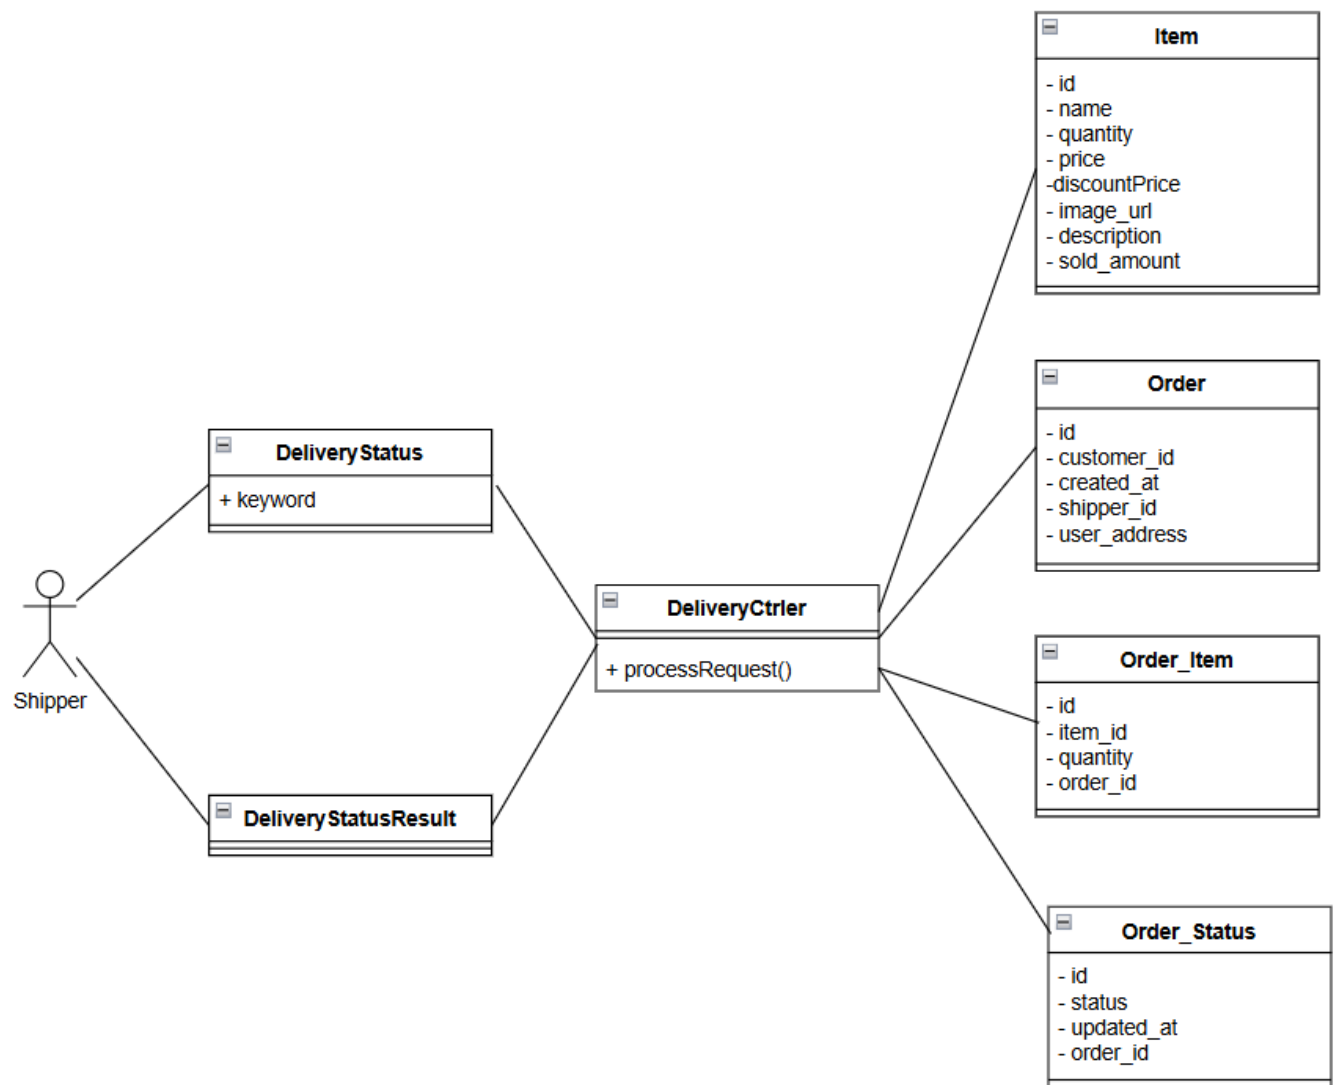 Item
- id
- name
- quantity
- price
-discountPrice
- image_url
- description
- sold_amount
Order
- id
- customer_id
- created_at
- shipper_id
- user_address
DeliveryStatus
+ keyword
Shipper
DeliveryCtrler
+ processRequest()
DeliveryStatusResult
Order_Item
- id
- item_id
- quantity
- order_id
Order_Status
- id
- status
- updated_at
- order_id